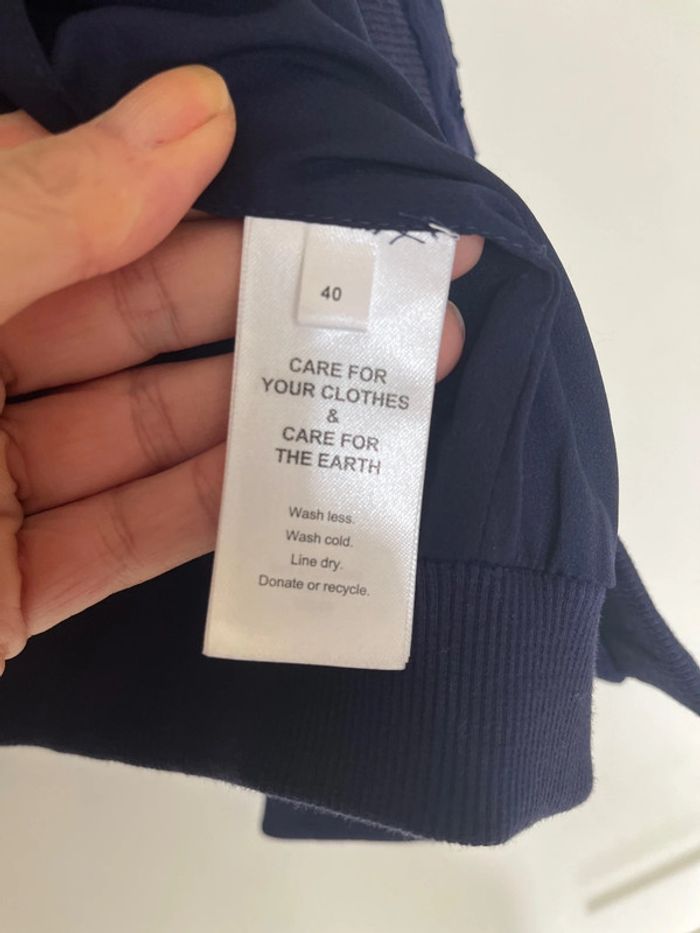 40
CARE FOR
YOUR CLOTHES
&
CARE FOR
THE EARTH
Wash less.
Wash cold.
Line dry.
Donate or recycle.